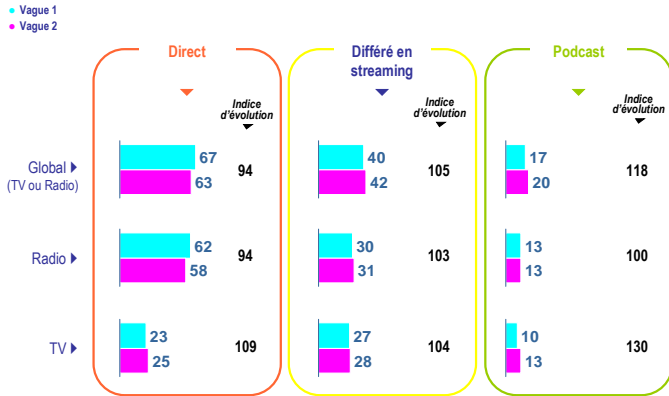 Vague 1
Vague 2
Direct
Différé en
streaming
Podcast
Indice
d'évolution
Indice
d'évolution
Indice
d'évolution
Global
(TV ou Radio)
67
63
94
40
42
105
17
20
118
Radio
62
58
94
30
31
103
13
13
100
TV
23
25
109
27
28
104
10
13
130